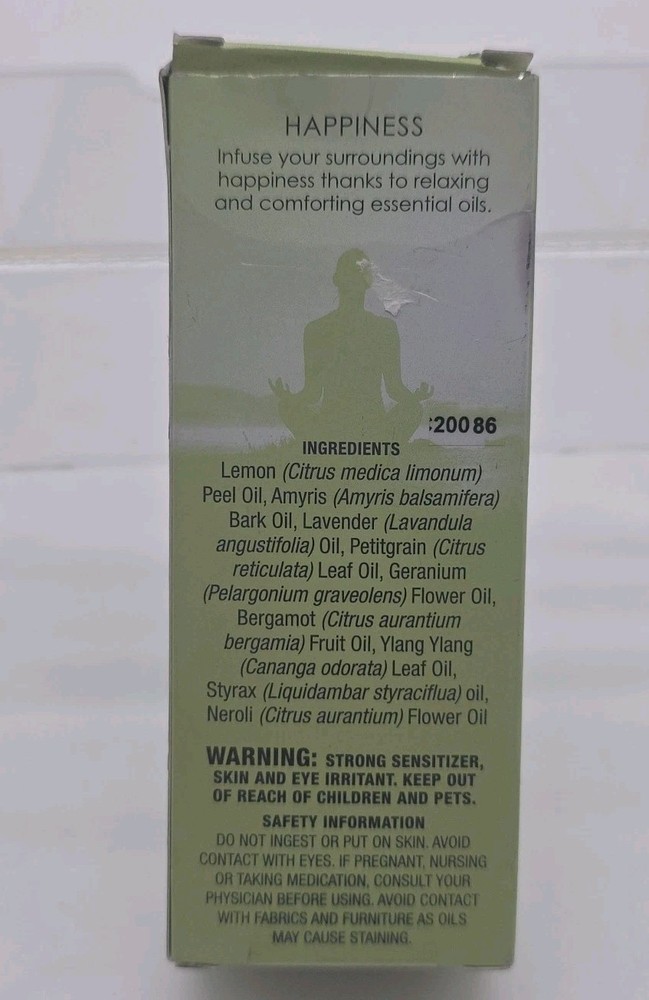 HAPPINESS
Infuse your surroundings with
happiness thanks to relaxing
and comforting essential oils.
:20086
INGREDIENTS
Lemon (Citrus medica limonum)
Peel Oil, Amyris (Amyris balsamifera)
Bark Oil, Lavender (Lavandula
angustifolia) Oil, Petitgrain (Citrus
reticulata) Leaf Oil, Geranium
(Pelargonium graveolens) Flower Oil,
Bergamot (Citrus aurantium
bergamia) Fruit Oil, Ylang Ylang
(Cananga odorata) Leaf Oil,
Styrax (Liquidambar styraciflua) oil,
Neroli (Citrus aurantium) Flower Oil
WARNING: STRONG SENSITIZER,
SKIN AND EYE IRRITANT. KEEP OUT
OF REACH OF CHILDREN AND PETS.
SAFETY INFORMATION
DO NOT INGEST OR PUT ON SKIN. AVOID
CONTACT WITH EYES. IF PREGNANT, NURSING
OR TAKING MEDICATION, CONSULT YOUR
PHYSICIAN BEFORE USING. AVOID CONTACT
WITH FABRICS AND FURNITURE AS OILS
MAY CAUSE STAINING.